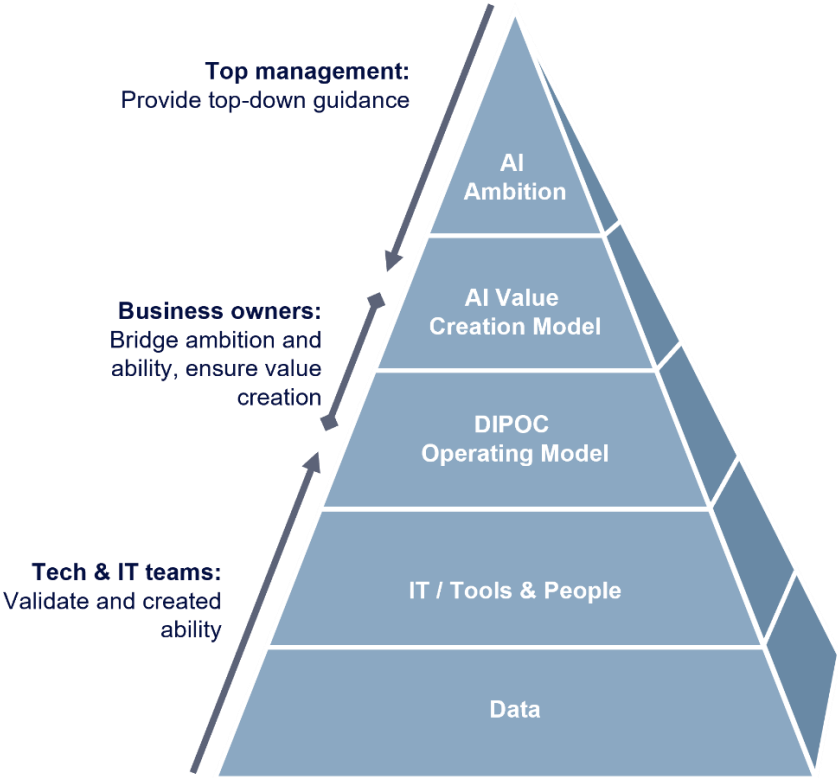 Top management:
Provide top-down guidance
AI
Ambition
Business owners:
Bridge ambition and
ability, ensure value
creation
AI Value
Creation Model
DIPOC
Operating Model
Tech & IT teams:
Validate and created
ability
IT / Tools & People
Data